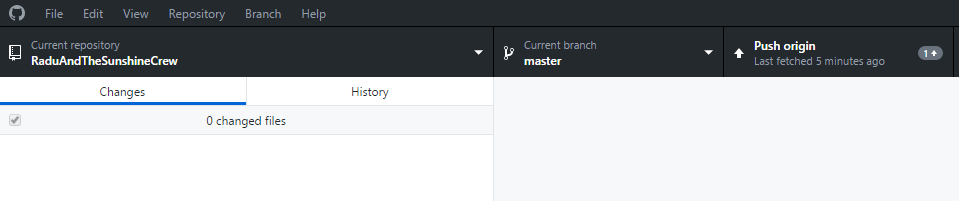 File Edit View Repository Branch Help
Current repository
RaduAndTheSunshineCrew
Current branch
master
Push origin
Last fetched 5 minutes ago
1
Changes History
0 changed files